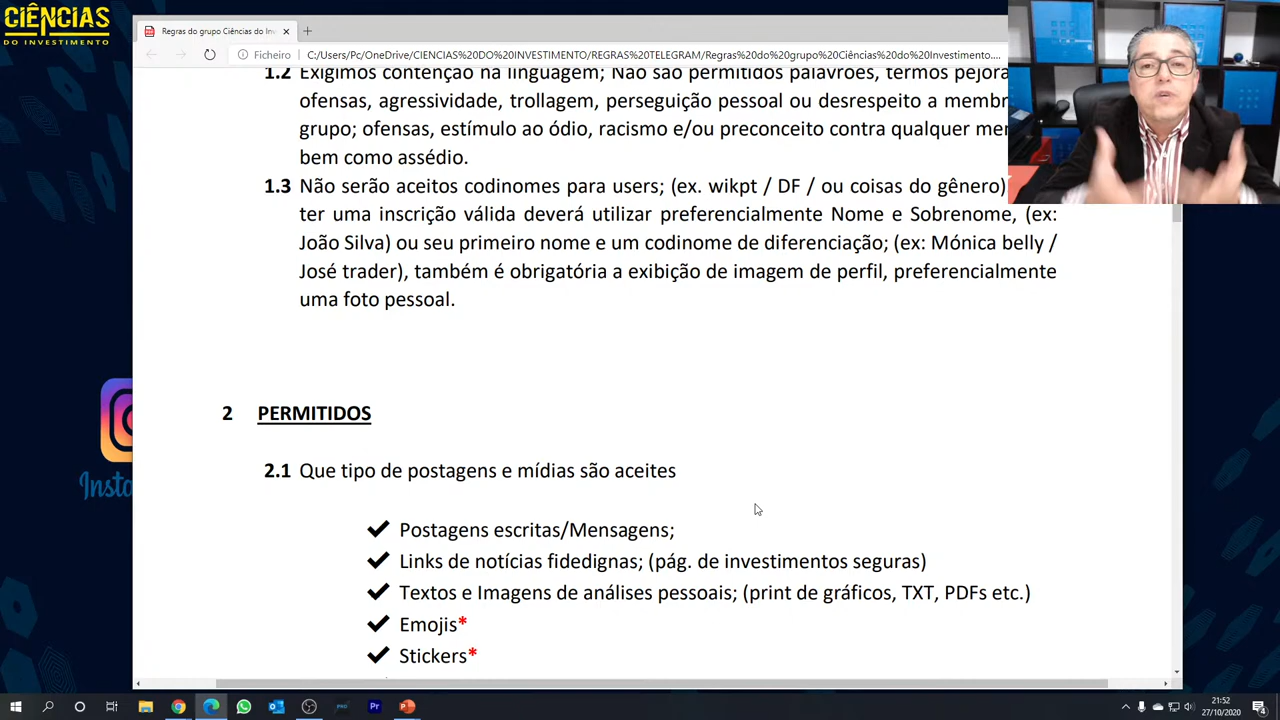 CIÊNCIAS
DO INVESTIMENTO
Regras do grupo Ciências do Inv
Ficheiro
C:/Users/Pc/OneDrive/CIENCIAS%20DO%20INVESTIMENTO/REGRAS%20TELEGRAM/Regras%20do%20grupo%20Ciências%20do%20Investimento....
1.2 Exigimos contenção na linguagem; Não são permitidos palavrões, termos pejora
ofensas, agressividade, trollagem, perseguição pessoal ou desrespeito a membr
grupo; ofensas, estímulo ao ódio, racismo e/ou preconceito contra qualquer mem
bem como assédio.
1.3 Não serão aceitos codinomes para users; (ex. wikpt / DF / ou coisas do gênero)
ter uma inscrição válida deverá utilizar preferencialmente Nome e Sobrenome, (ex:
João Silva) ou seu primeiro nome e um codinome de diferenciação; (ex: Mónica belly /
José trader), também é obrigatória a exibição de imagem de perfil, preferencialmente
uma foto pessoal.
2 PERMITIDOS
2.1 Que tipo de postagens e mídias são aceites
✔ Postagens escritas/Mensagens;
✔ Links de notícias fidedignas; (pág. de investimentos seguras)
✔ Textos e Imagens de análises pessoais; (print de gráficos, TXT, PDFs etc.)
✔ Emojis*
✔ Stickers*
Insta
PRO
Pr
21:52
27/10/2020
4